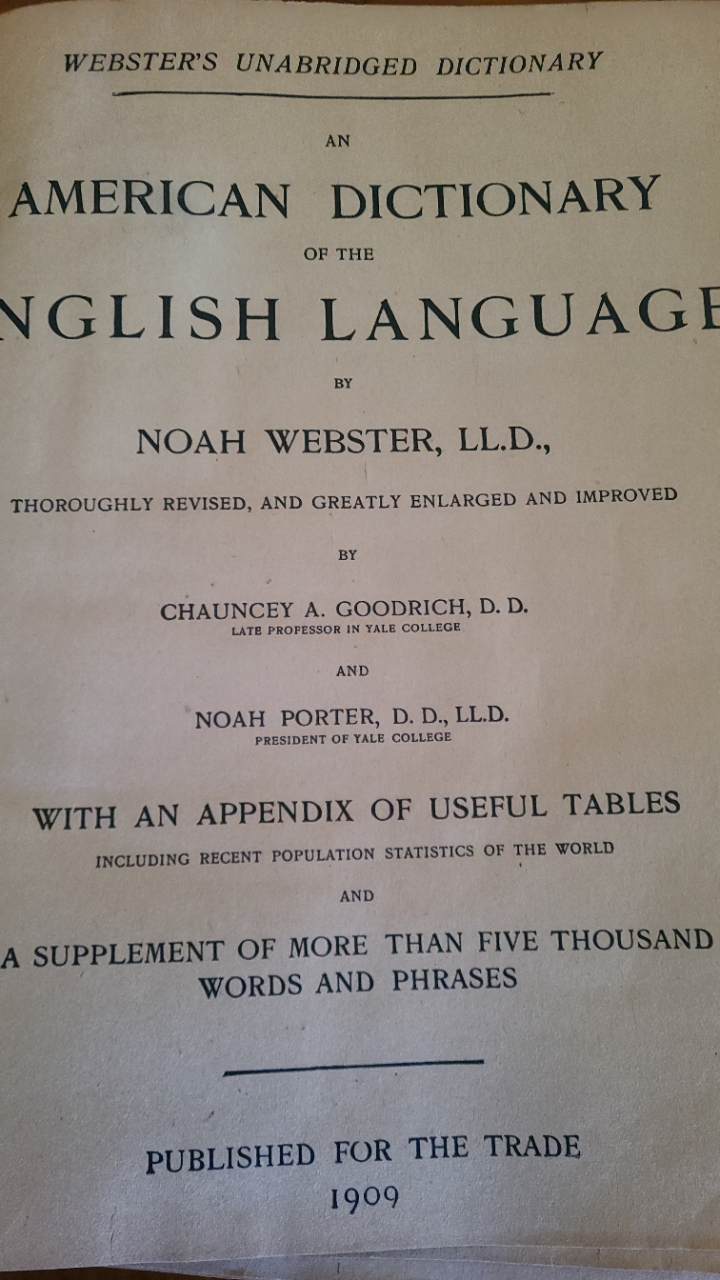 WEBSTER'S UNABRIDGED DICTIONARY
AN
AMERICAN DICTIONARY
OF THE
NGLISH LANGUAGE
BY
NOAH WEBSTER, LL.D.,
THOROUGHLY REVISED, AND GREATLY ENLARGED AND IMPROVED
BY
CHAUNCEY A. GOODRICH, D. D.
LATE PROFESSOR IN YALE COLLEGE
AND
NOAH PORTER, D. D., LL.D.
PRESIDENT OF YALE COLLEGE
WITH AN APPENDIX OF USEFUL TABLES
INCLUDING RECENT POPULATION STATISTICS OF THE WORLD
AND
A SUPPLEMENT OF MORE THAN FIVE THOUSAND
WORDS AND PHRASES
PUBLISHED FOR THE TRADE
1909